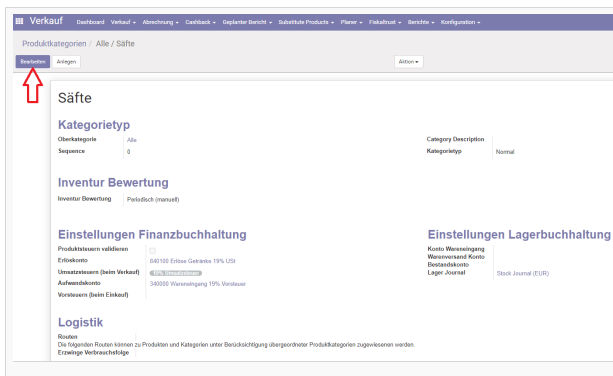 Verkauf Dashboard Verkauf Abrechnung Cashback Geplanter Bericht Substitute Products Planer Fiskaltrust Berichte Konfiguration
Produktkategorien / Alle / Säfte
Bearbeiten Anlegen Aktion
Säfte
Kategorietyp
Oberkategorie Alle Category Description
Sequence 0 Kategorietyp Normal
Inventur Bewertung
Inventur Bewertung Periodisch (manuell)
Einstellungen Finanzbuchhaltung Einstellungen Lagerbuchhaltung
Produktsteuern validieren Konto Wareneingang
Erlöskonto 840100 Erlöse Getränke 19% USt Warenversand Konto
Bestandskonto
Umsatzsteuern (beim Verkauf) 19% Umsatzsteuer Lager Journal Stock Journal (EUR)
Aufwandskonto 340000 Wareneingang 19% Vorsteuer
Vorsteuern (beim Einkauf)
Logistik
Routen
Die folgenden Routen können zu Produkten und Kategorien unter Berücksichtigung übergeordneter Produktkategorien zugewiesenen werden.
Erzwinge Verbrauchsfolge